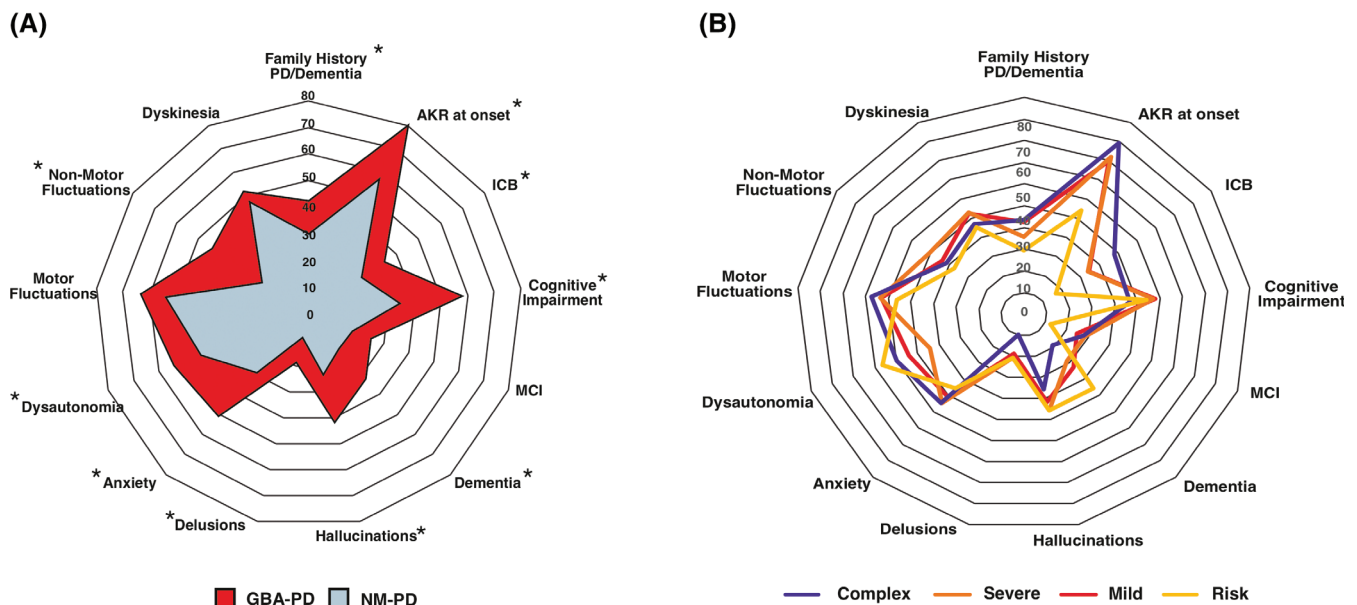 (A)
Family History *
PD/Dementia
AKR at onset *
ICB *
Cognitive *
Impairment
MCI
Dementia *
Hallucinations *
* Delusions
* Anxiety
* Dysautonomia
Motor
Fluctuations
* Non-Motor
Fluctuations
Dyskinesia
80
70
60
50
40
30
20
10
0
GBA-PD NM-PD
(B)
Family History
PD/Dementia
AKR at onset
ICB
Cognitive
Impairment
MCI
Dementia
Hallucinations
Delusions
Anxiety
Dysautonomia
Motor
Fluctuations
Non-Motor
Fluctuations
Dyskinesia
80
70
60
50
40
30
20
10
0
Complex Severe Mild Risk